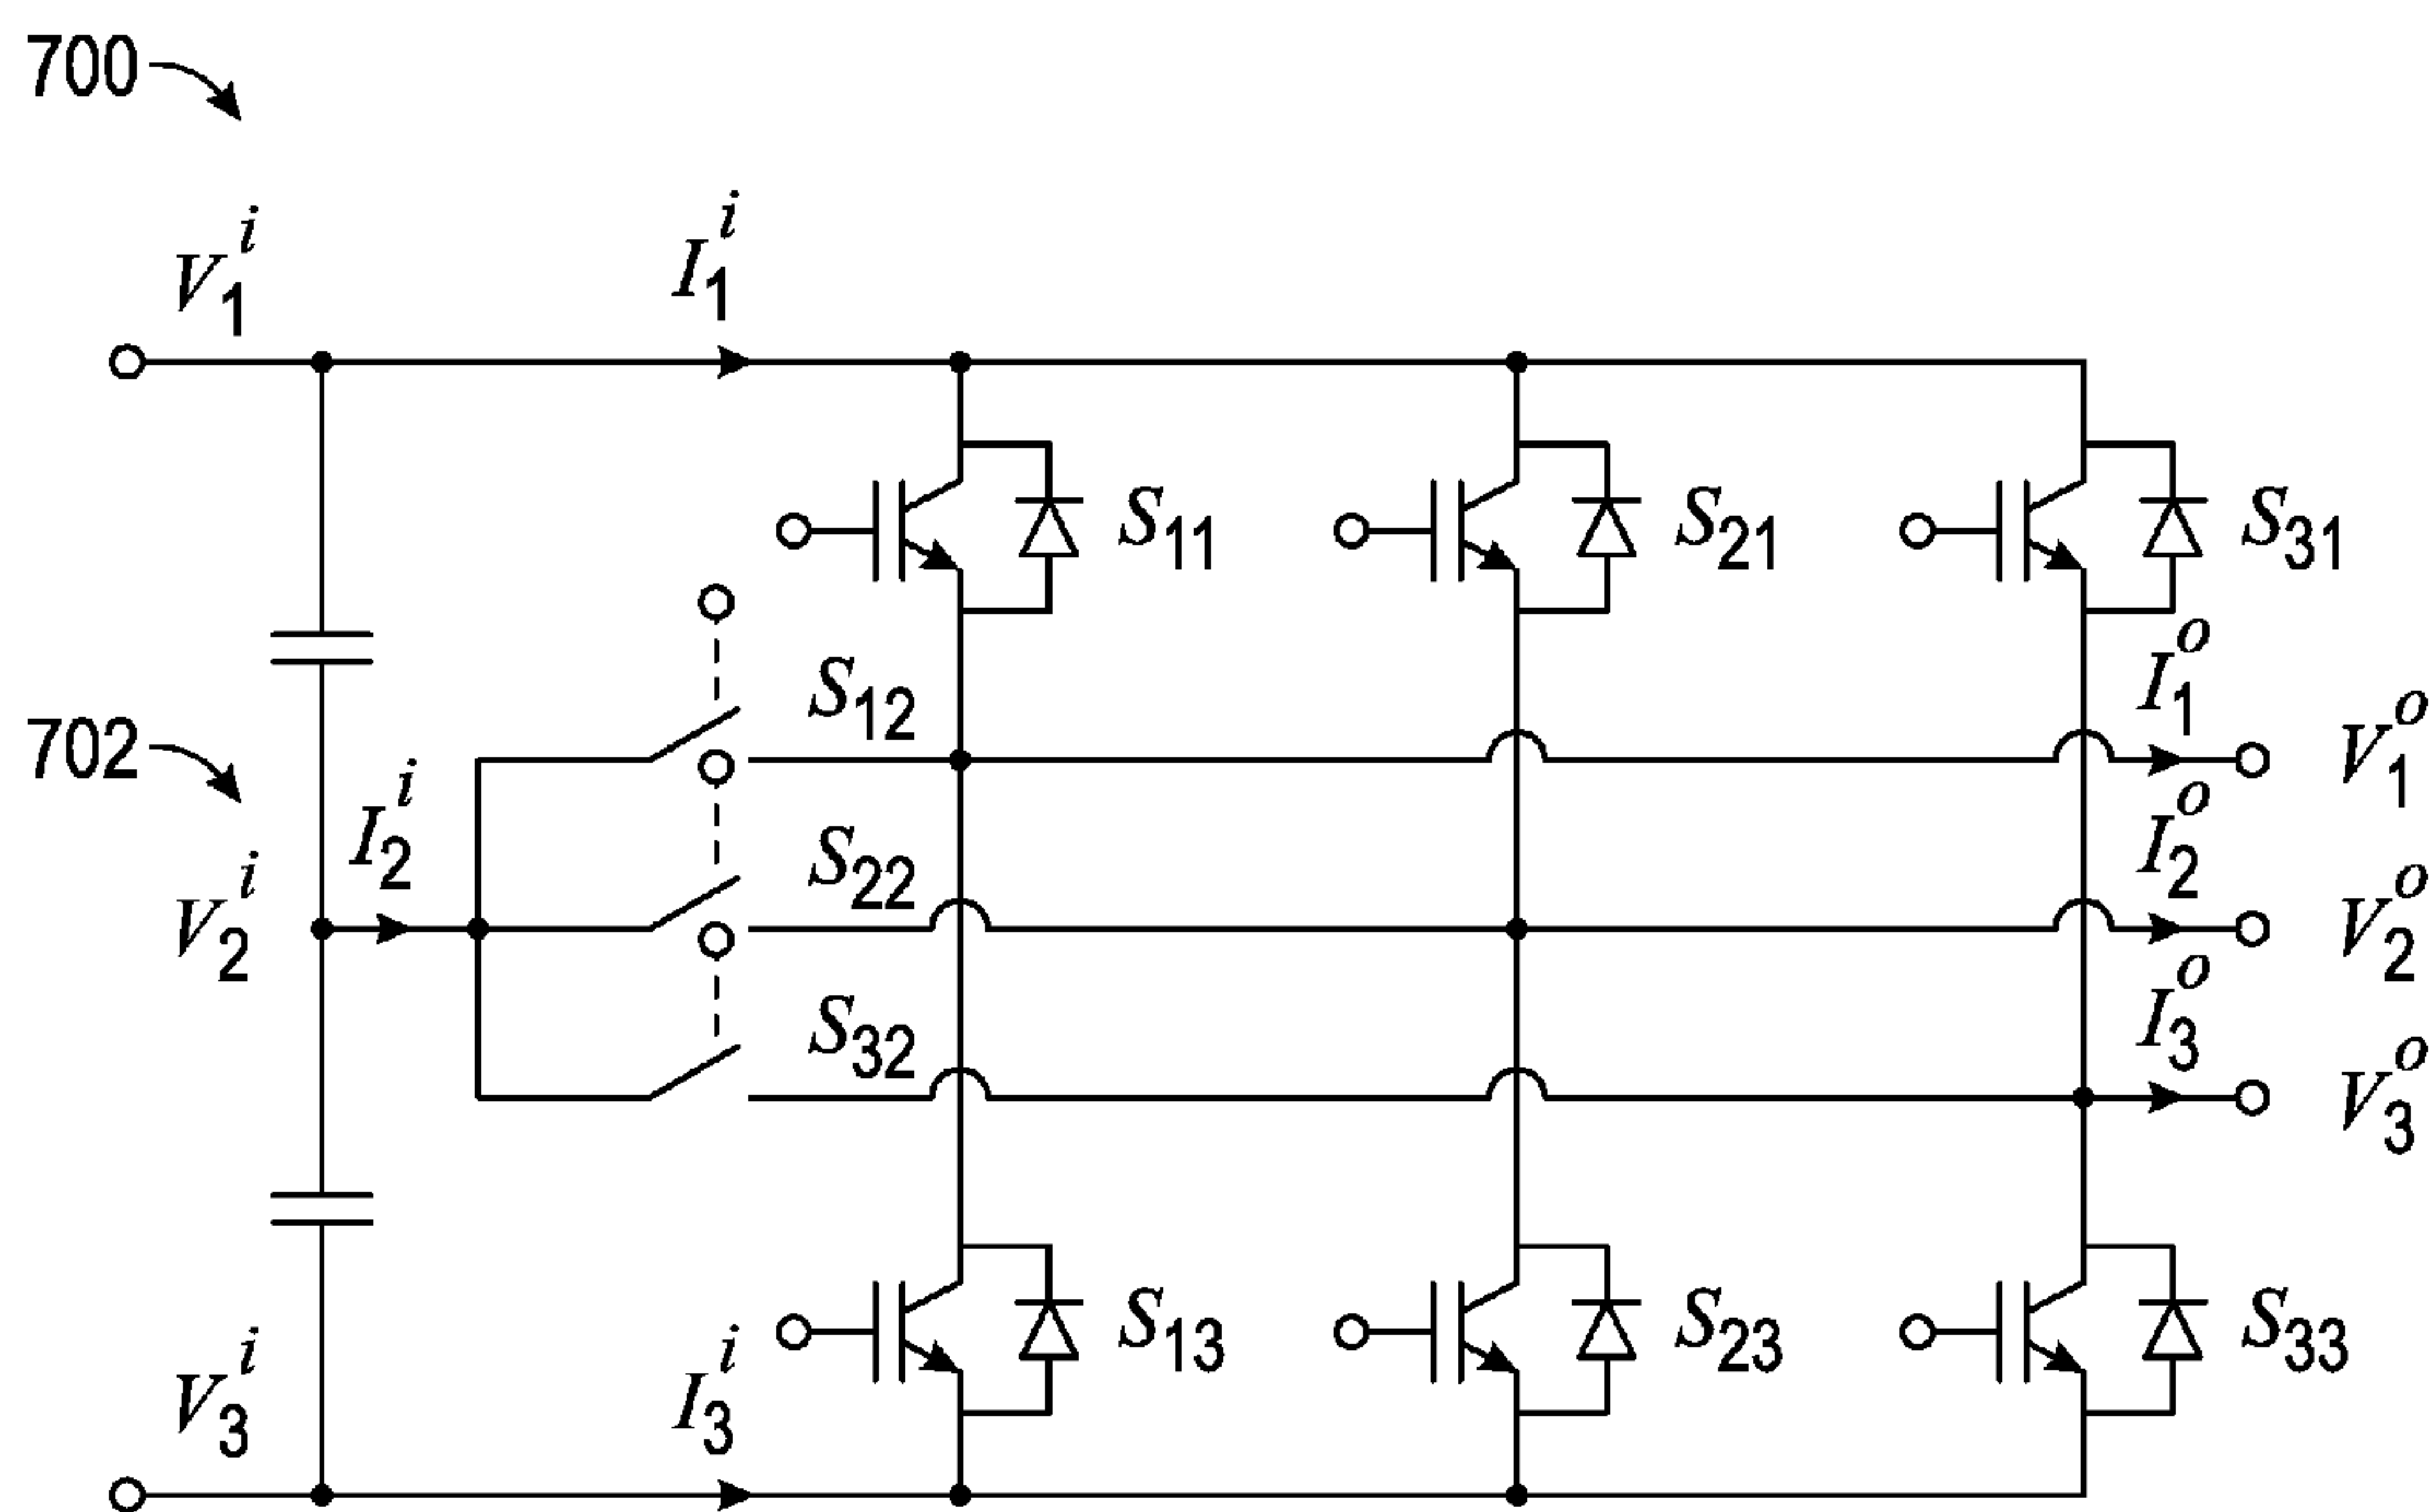 700
V₁ⁱ
I₁ⁱ
S₁₁
S₂₁
S₃₁
S₁₂
I₁ᵒ
V₁ᵒ
702
I₂ⁱ
V₂ⁱ
S₂₂
I₂ᵒ
V₂ᵒ
S₃₂
I₃ᵒ
V₃ᵒ
V₃ⁱ
I₃ⁱ
S₁₃
S₂₃
S₃₃